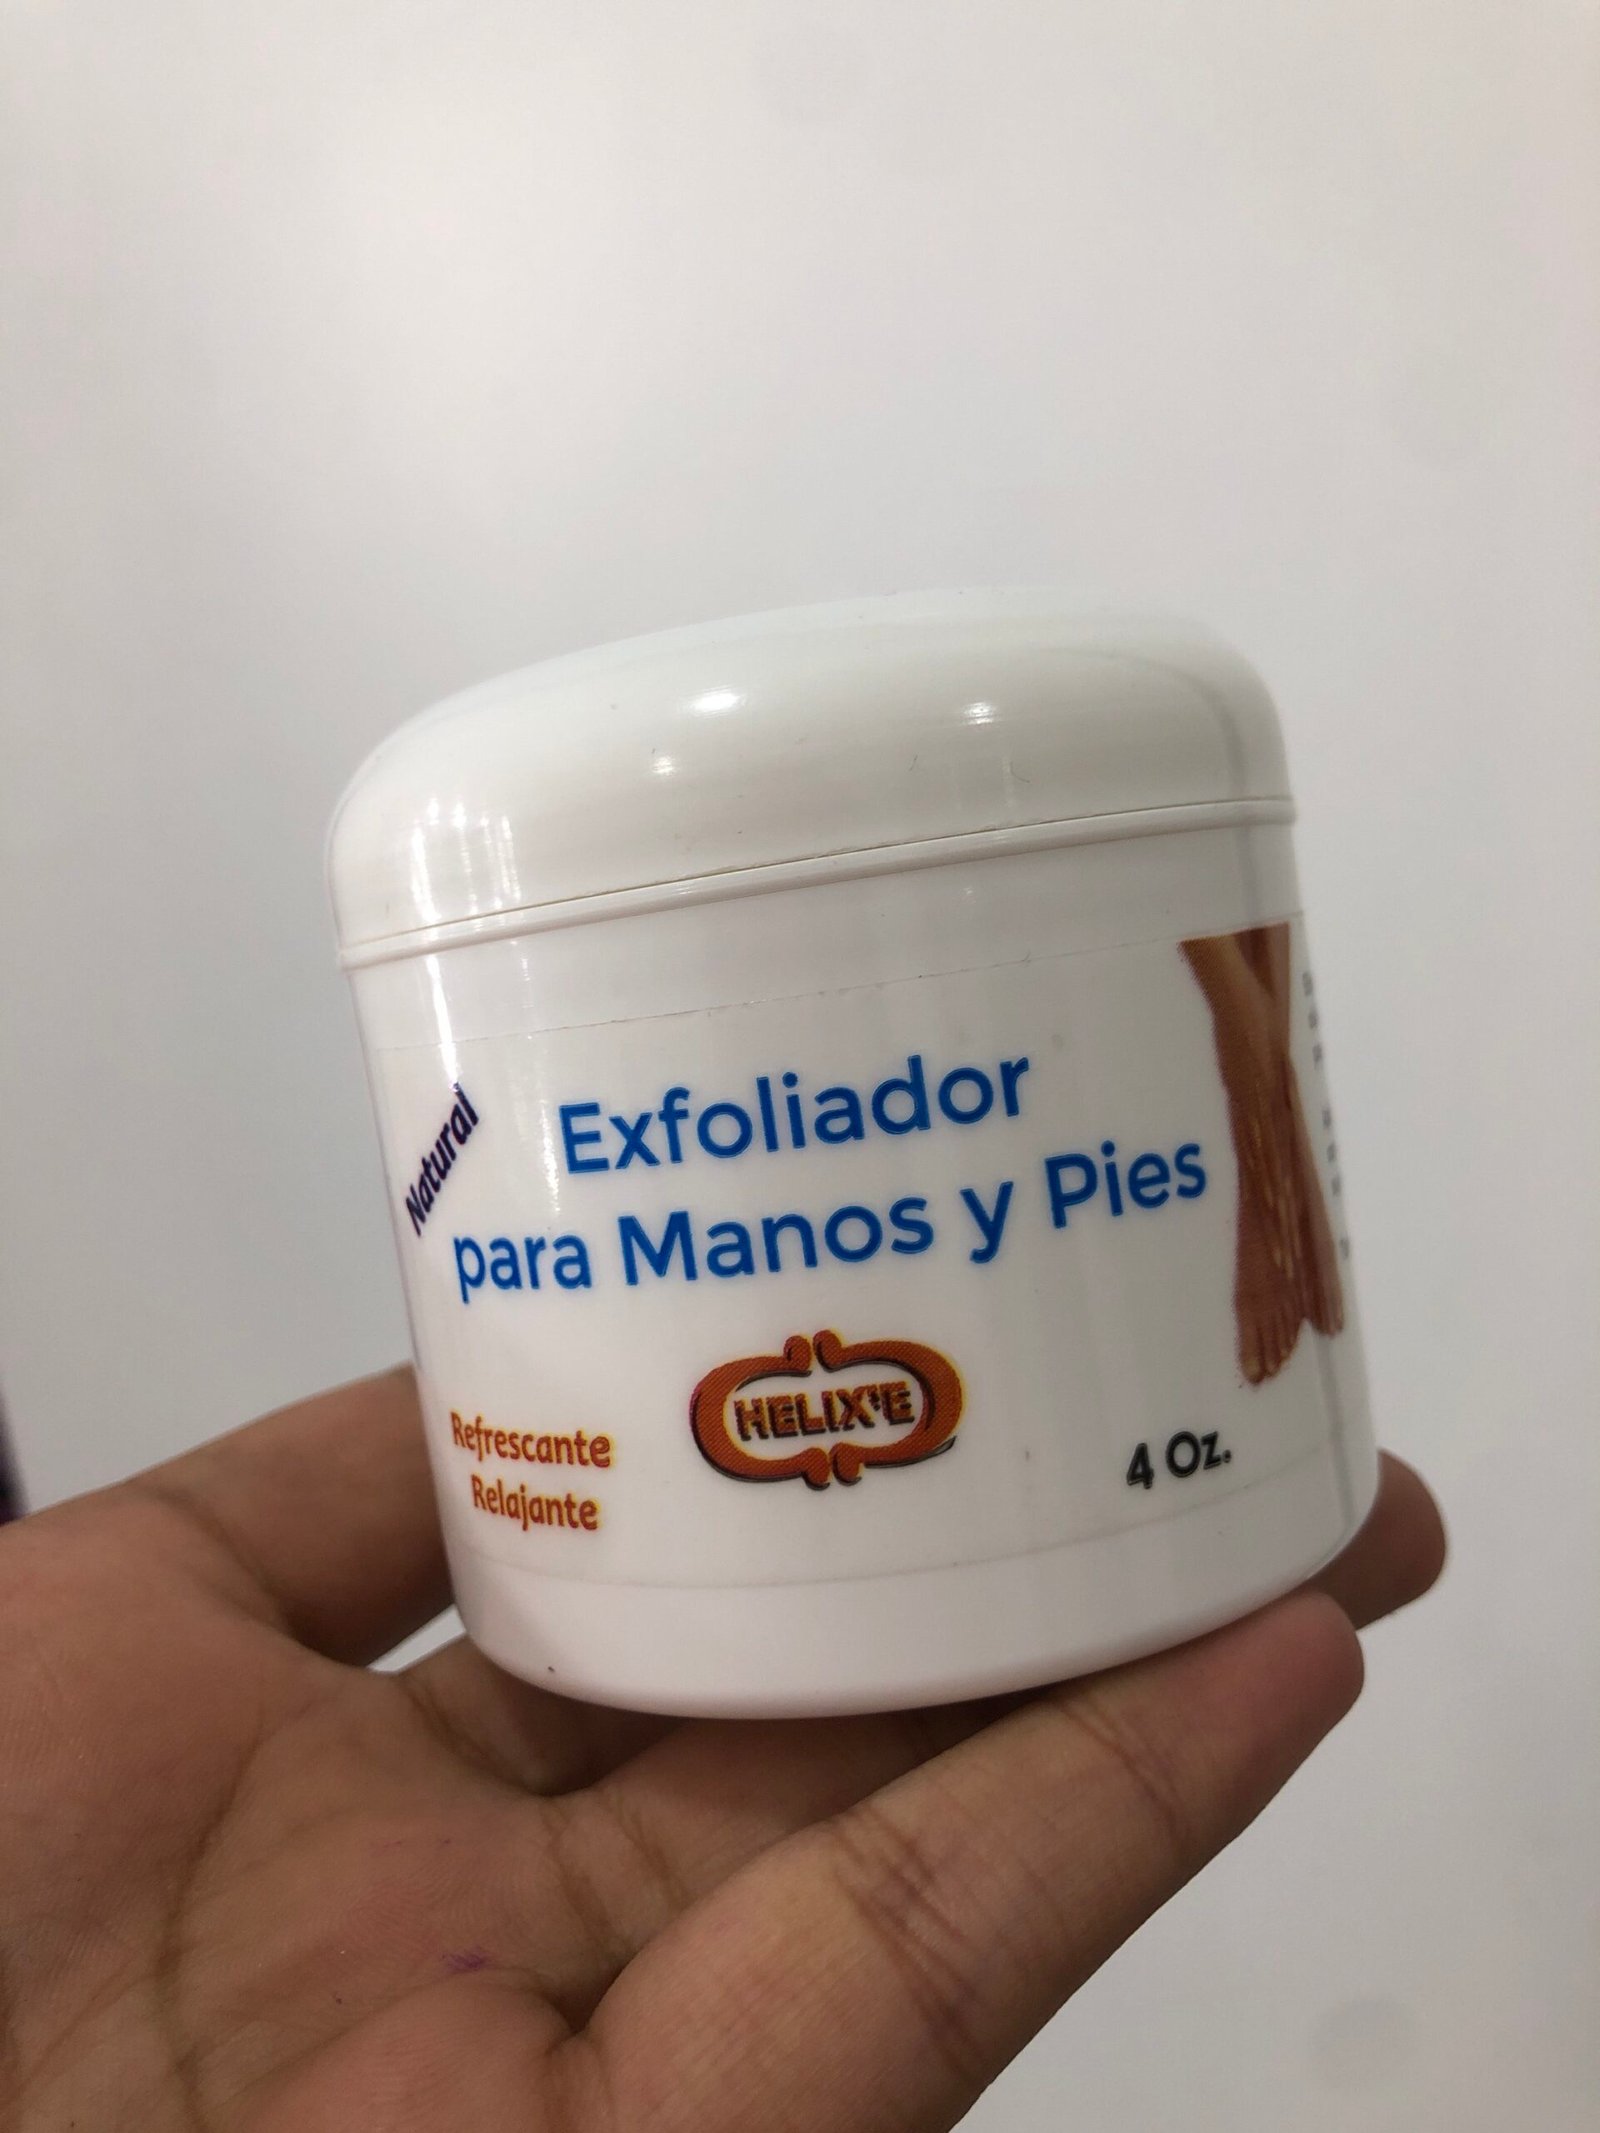 Natural
Exfoliador
para Manos y Pies
HELIX'E
Refrescante
Relajante
4 Oz.